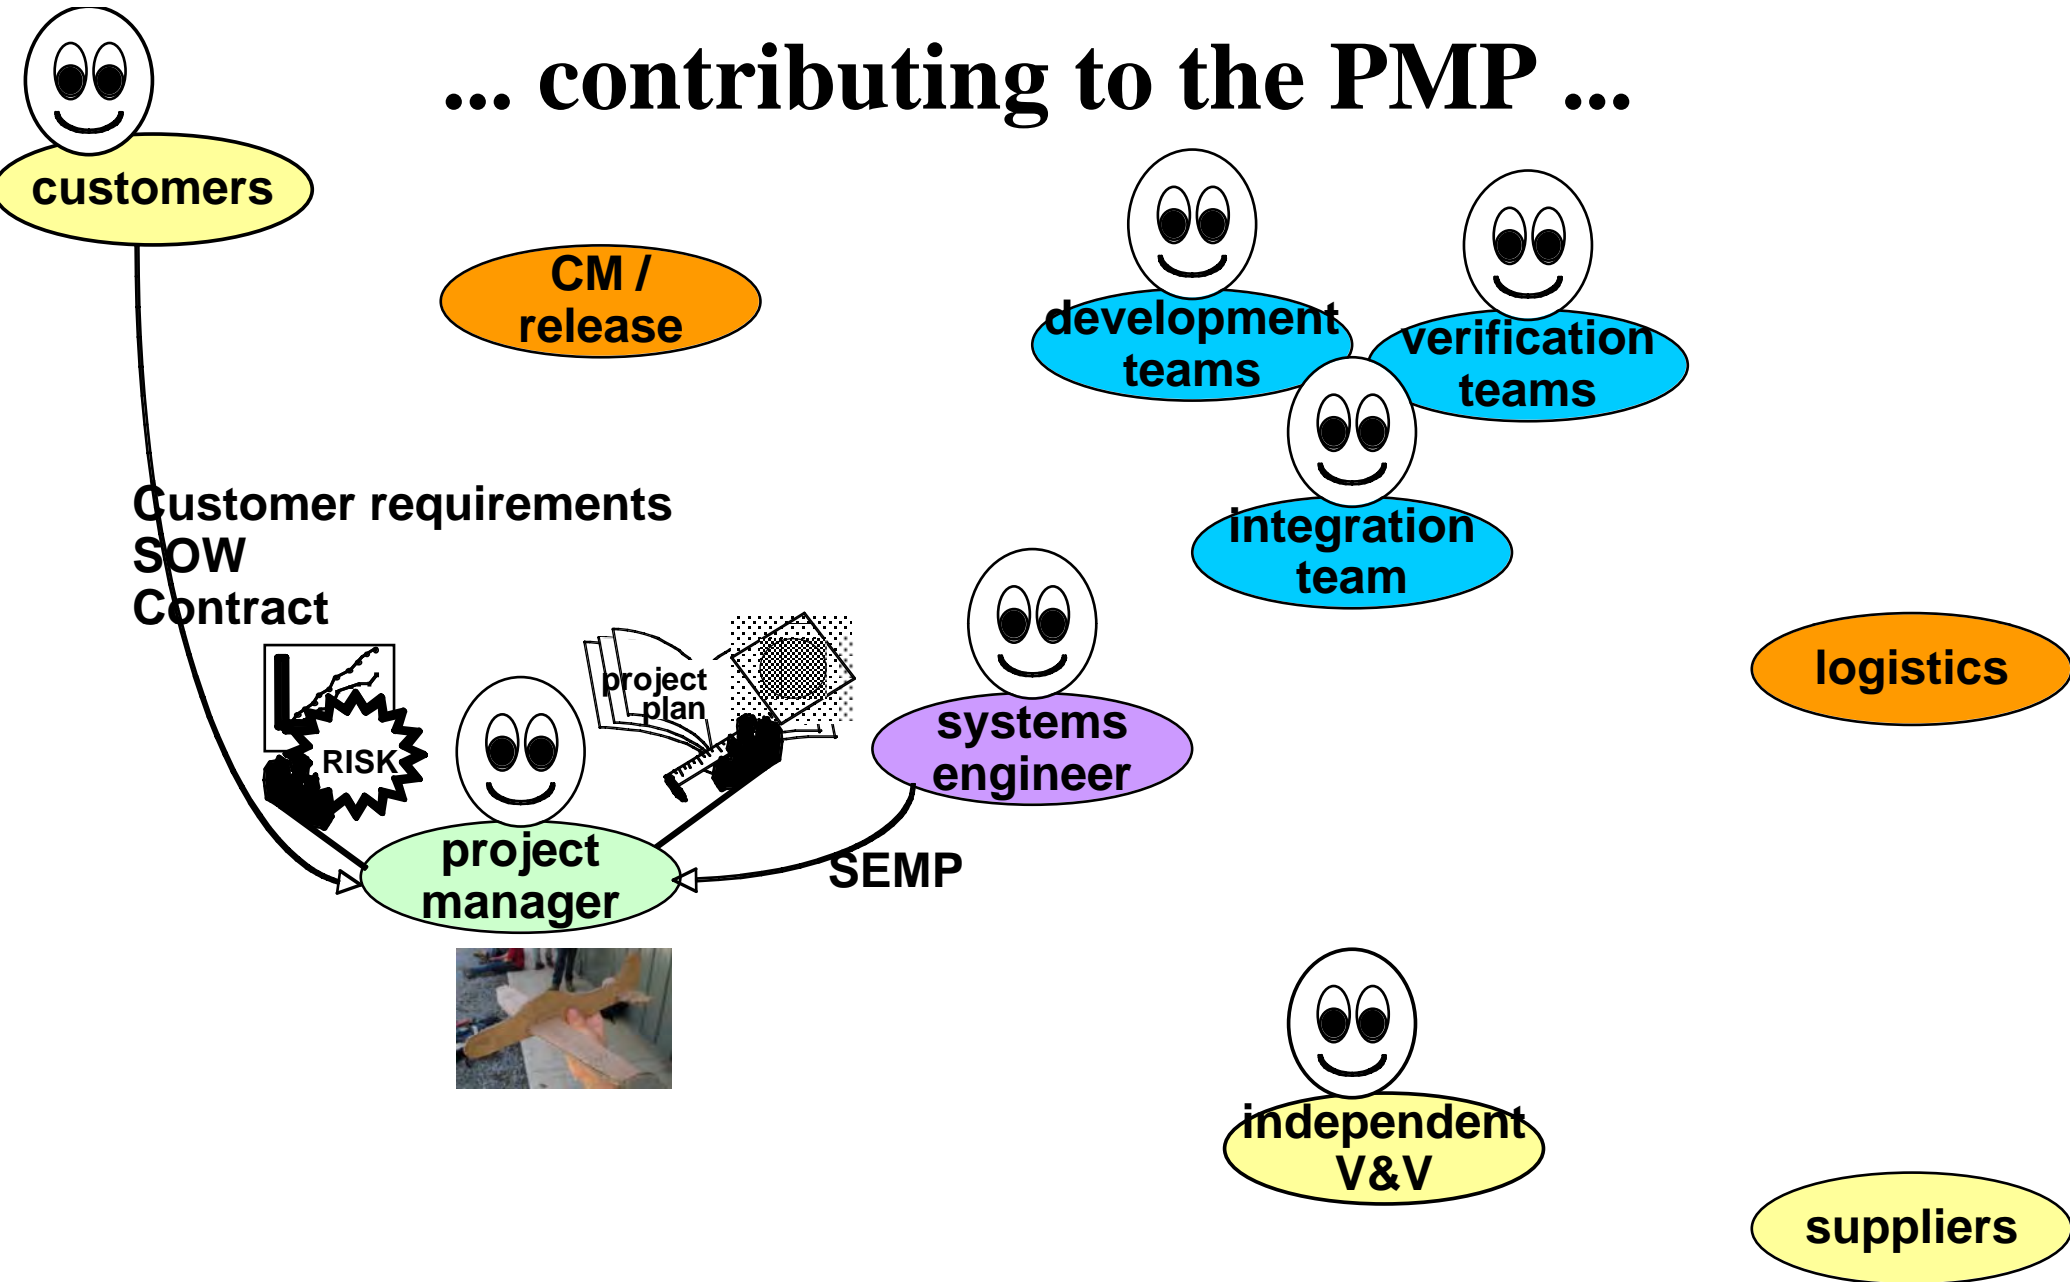 ... contributing to the PMP ...
customers
CM /
release
development
teams
verification
teams
integration
team
Customer requirements
SOW
Contract
project
plan
RISK
systems
engineer
logistics
project
manager
SEMP
independent
V&V
suppliers